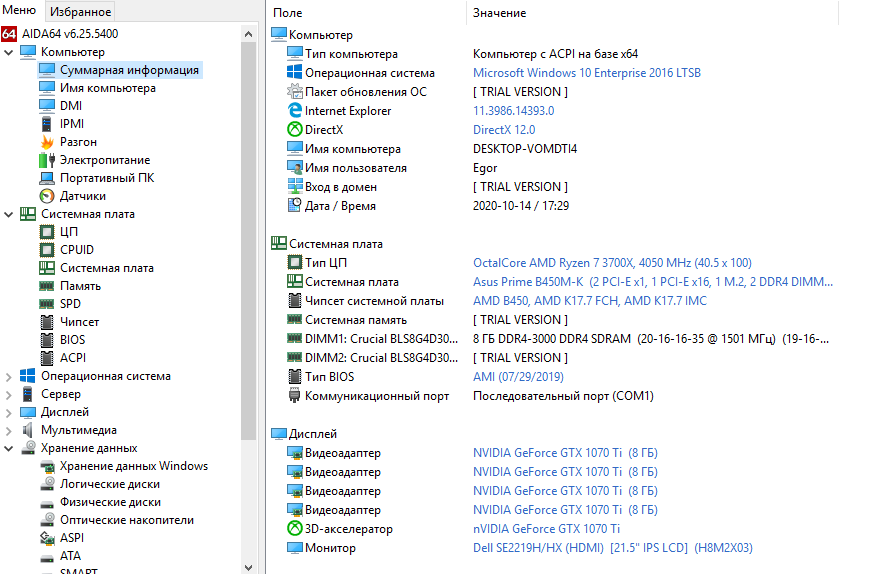 Меню Избранное
AIDA64 v6.25.5400
Компьютер
Суммарная информация
Имя компьютера
DMI
IPMI
Разгон
Электропитание
Портативный ПК
Датчики
Системная плата
ЦП
CPUID
Системная плата
Память
SPD
Чипсет
BIOS
ACPI
Операционная система
Сервер
Дисплей
Мультимедиа
Хранение данных
Хранение данных Windows
Логические диски
Физические диски
Оптические накопители
ASPI
ATA
SMART
Поле Значение
Компьютер
Тип компьютера Компьютер с ACPI на базе x64
Операционная система Microsoft Windows 10 Enterprise 2016 LTSB
Пакет обновления ОС [ TRIAL VERSION ]
Internet Explorer 11.3986.14393.0
DirectX DirectX 12.0
Имя компьютера DESKTOP-VOMDTI4
Имя пользователя Egor
Вход в домен [ TRIAL VERSION ]
Дата / Время 2020-10-14 / 17:29
Системная плата
Тип ЦП OctalCore AMD Ryzen 7 3700X, 4050 MHz (40.5 x 100)
Системная плата Asus Prime B450M-K (2 PCI-E x1, 1 PCI-E x16, 1 M.2, 2 DDR4 DIMM...
Чипсет системной платы AMD B450, AMD K17.7 FCH, AMD K17.7 IMC
Системная память [ TRIAL VERSION ]
DIMM1: Crucial BLS8G4D30... 8 ГБ DDR4-3000 DDR4 SDRAM (20-16-16-35 @ 1501 МГц) (19-16-...
DIMM2: Crucial BLS8G4D30... [ TRIAL VERSION ]
Тип BIOS AMI (07/29/2019)
Коммуникационный порт Последовательный порт (COM1)
Дисплей
Видеоадаптер NVIDIA GeForce GTX 1070 Ti (8 ГБ)
Видеоадаптер NVIDIA GeForce GTX 1070 Ti (8 ГБ)
Видеоадаптер NVIDIA GeForce GTX 1070 Ti (8 ГБ)
Видеоадаптер NVIDIA GeForce GTX 1070 Ti (8 ГБ)
3D-акселератор nVIDIA GeForce GTX 1070 Ti
Монитор Dell SE2219H/HX (HDMI) [21.5" IPS LCD] (H8M2X03)